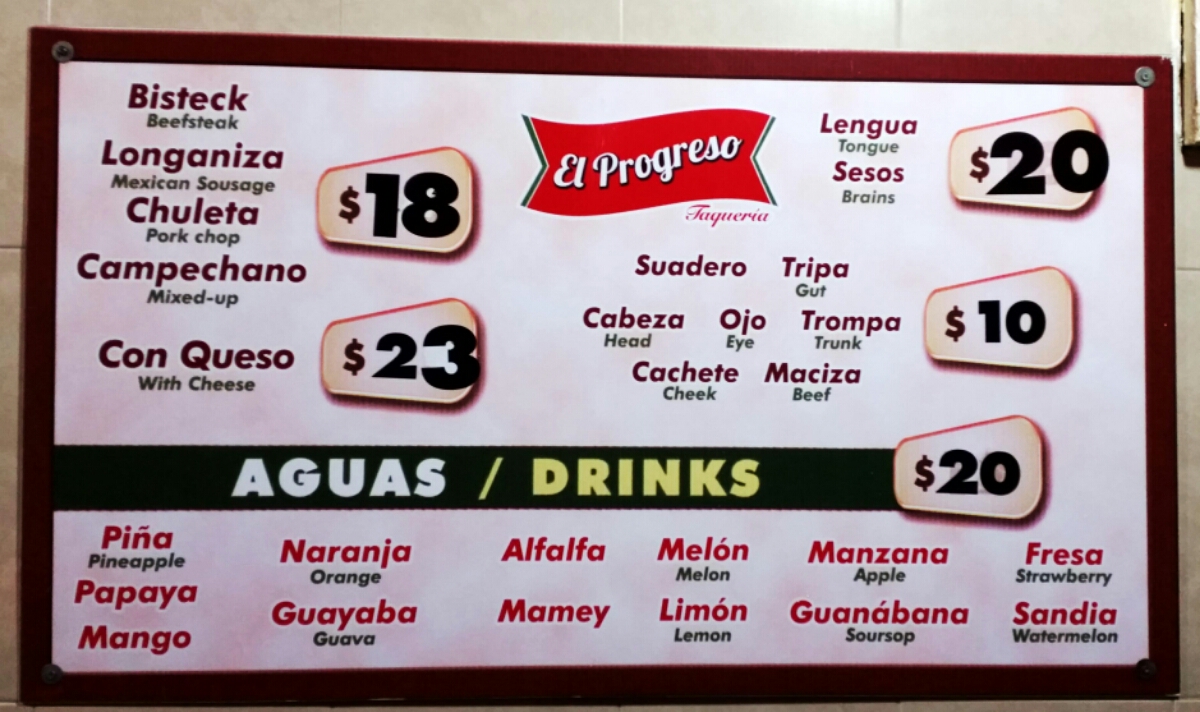 Bisteck
Beefsteak
Longaniza
Mexican Sausage
Chuleta
Pork chop
Campechano
Mixed-up
$18
Con Queso
With Cheese
$23
El Progreso
Taquería
Lengua
Tongue
Sesos
Brains
$20
Suadero Tripa
Gut
Cabeza Ojo Trompa
Head Eye Trunk
Cachete Maciza
Cheek Beef
$10
AGUAS / DRINKS $20
Piña
Pineapple
Papaya
Mango
Naranja
Orange
Guayaba
Guava
Alfalfa
Mamey
Melón
Melon
Limón
Lemon
Manzana
Apple
Guanábana
Soursop
Fresa
Strawberry
Sandia
Watermelon